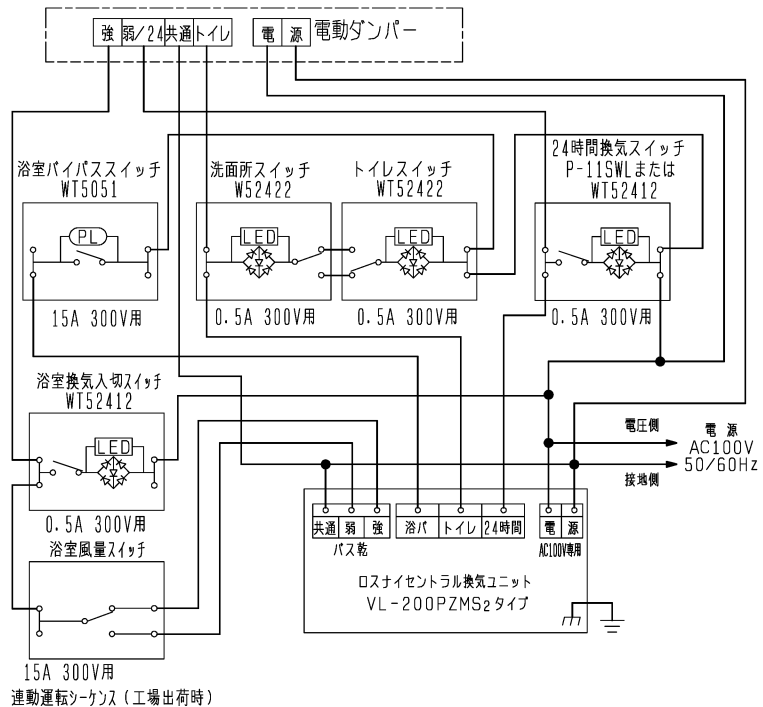 強 弱/24 共通 トイレ 電 源 電動ダンパー
浴室バイパススイッチ
WT5051
PL
15A 300V用
洗面所スイッチ
W52422
LED
0.5A 300V用
トイレスイッチ
WT52422
LED
0.5A 300V用
24時間換気スイッチ
P-11SWLまたは
WT52412
LED
0.5A 300V用
浴室換気入切スイッチ
WT52412
LED
0.5A 300V用
電圧側
接地側
電 源
AC100V
50/60Hz
浴室風量スイッチ
15A 300V用
共通 弱 強
バス乾
浴バ トイレ 24時間
電 源
AC100V専用
ロスナイセントラル換気ユニット
VL-200PZMS2タイプ
連動運転シーケンス(工場出荷時)